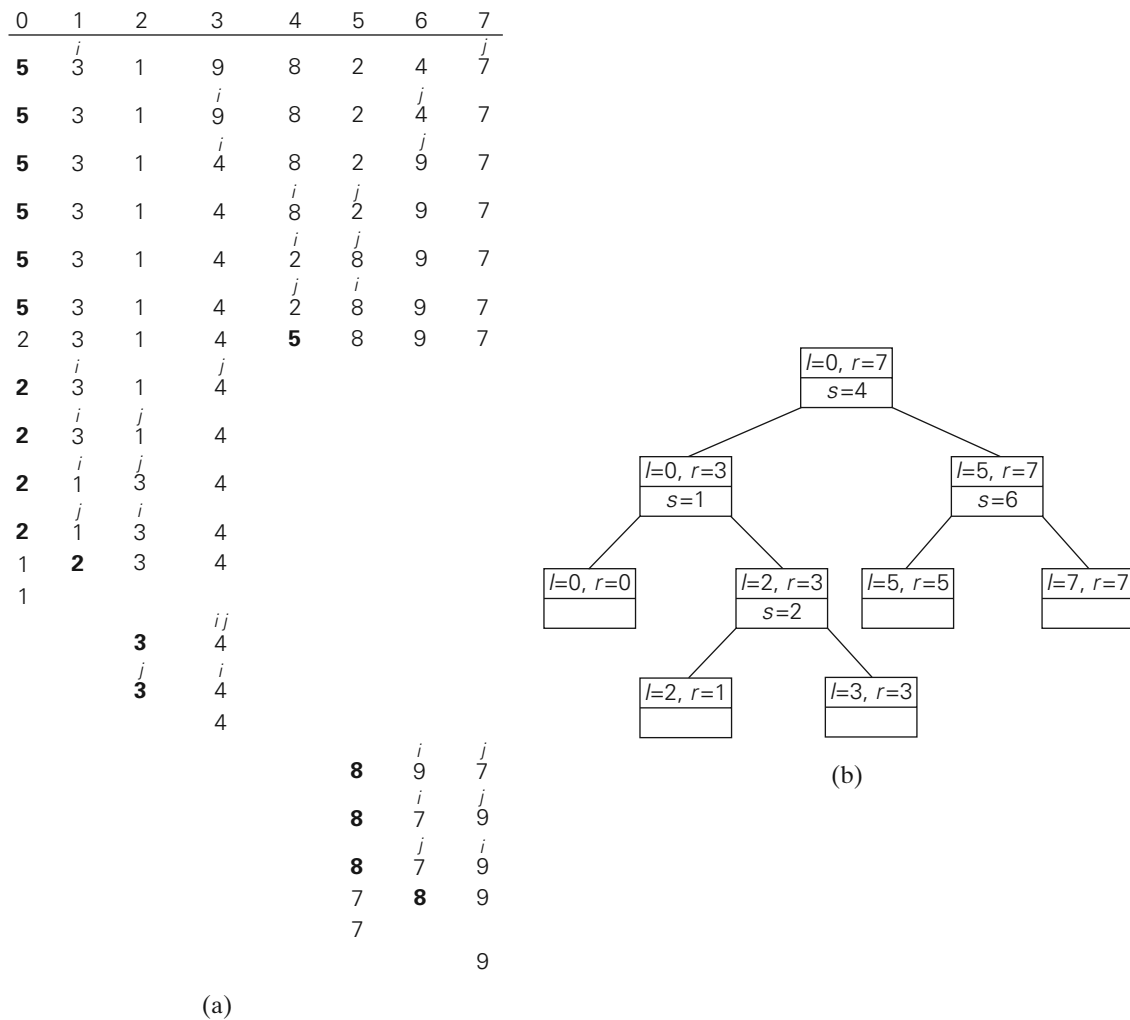 0 1 2 3 4 5 6 7
i j
5 3 1 9 8 2 4 7
i j
5 3 1 9 8 2 4 7
i j
5 3 1 4 8 2 9 7
i j
5 3 1 4 8 2 9 7
i j
5 3 1 4 2 8 9 7
j i
5 3 1 4 2 8 9 7
2 3 1 4 5 8 9 7
i j
2 3 1 4
i j
2 3 1 4
i j
2 1 3 4
j i
2 1 3 4
1 2 3 4
1
i j
3 4
j i
3 4
4
i j
8 9 7
i j
8 7 9
j i
8 7 9
7 8 9
7
9
(a)
l=0, r=7
s=4
l=0, r=3 l=5, r=7
s=1 s=6
l=0, r=0 l=2, r=3 l=5, r=5 l=7, r=7
s=2
l=2, r=1 l=3, r=3
(b)